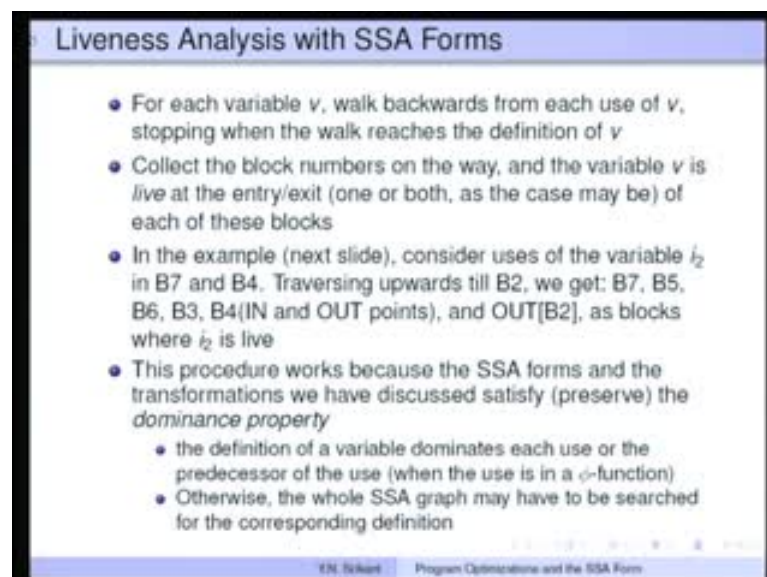 Liveness Analysis with SSA Forms
For each variable v, walk backwards from each use of v,
stopping when the walk reaches the definition of v
Collect the block numbers on the way, and the variable v is
live at the entry/exit (one or both, as the case may be) of
each of these blocks
In the example (next slide), consider uses of the variable i₂
in B7 and B4. Traversing upwards till B2, we get: B7, B5,
B6, B3, B4(IN and OUT points), and OUT[B2], as blocks
where i₂ is live
This procedure works because the SSA forms and the
transformations we have discussed satisfy (preserve) the
dominance property
the definition of a variable dominates each use or the
predecessor of the use (when the use is in a ϕ-function)
Otherwise, the whole SSA graph may have to be searched
for the corresponding definition
Y.N. Srikant Program Optimizations and the SSA Form